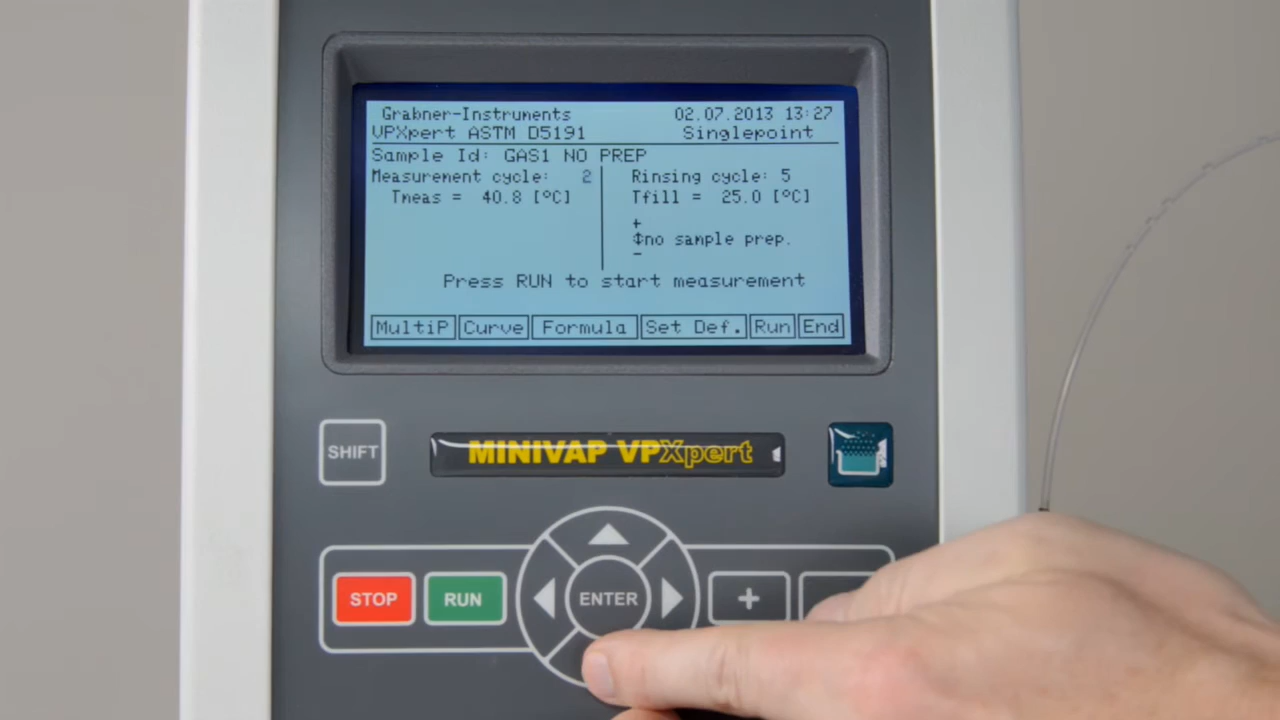 Grabner-Instruments 02.07.2013 13:27
VPXpert ASTM D5191 Singlepoint
Sample Id: GAS1 NO PREP
Measurement cycle: 2 Rinsing cycle: 5
Tmeas = 40.8 [ºC] Tfill = 25.0 [ºC]
+
no sample prep.
-
Press RUN to start measurement
MultiP Curve Formula Set Def. Run End
SHIFT MINIVAP VPXpert
STOP RUN ENTER +